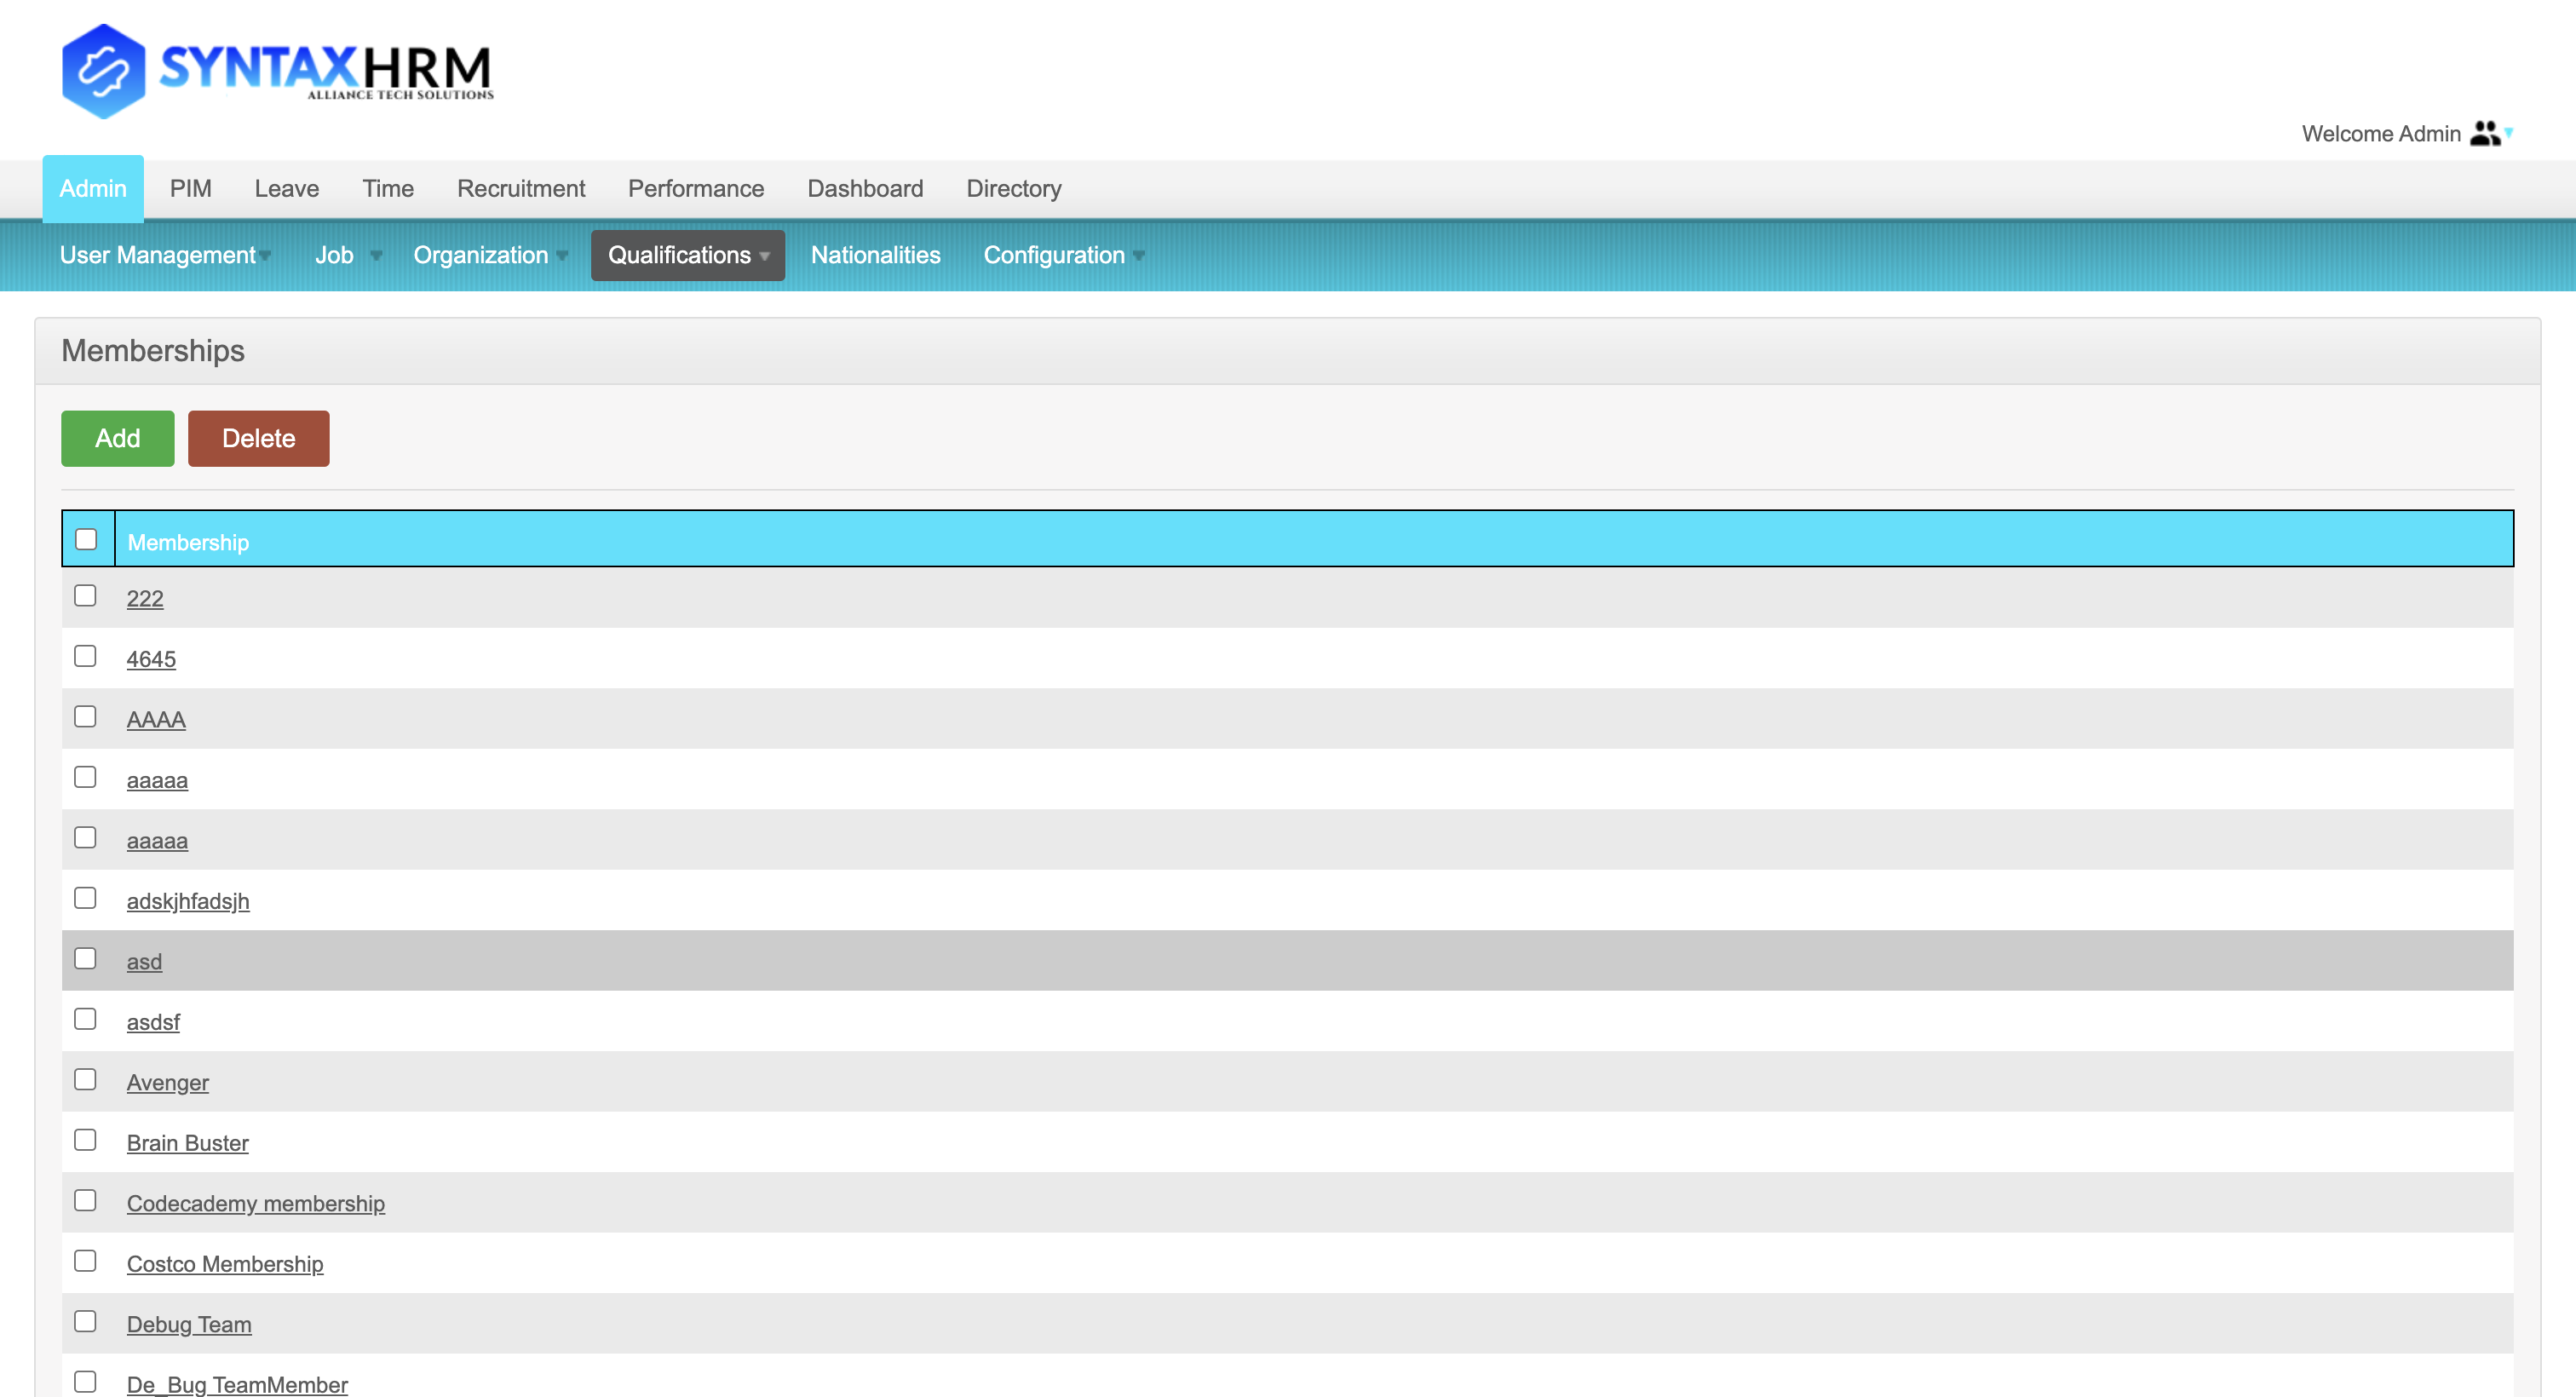 SYNTAXHRM
ALLIANCE TECH SOLUTIONS
Welcome Admin
Admin PIM Leave Time Recruitment Performance Dashboard Directory
User Management Job Organization Qualifications Nationalities Configuration
Memberships
Add Delete
Membership
222
4645
AAAA
aaaaa
aaaaa
adskjhfadsjh
asd
asdsf
Avenger
Brain Buster
Codecademy membership
Costco Membership
Debug Team
De_Bug TeamMember